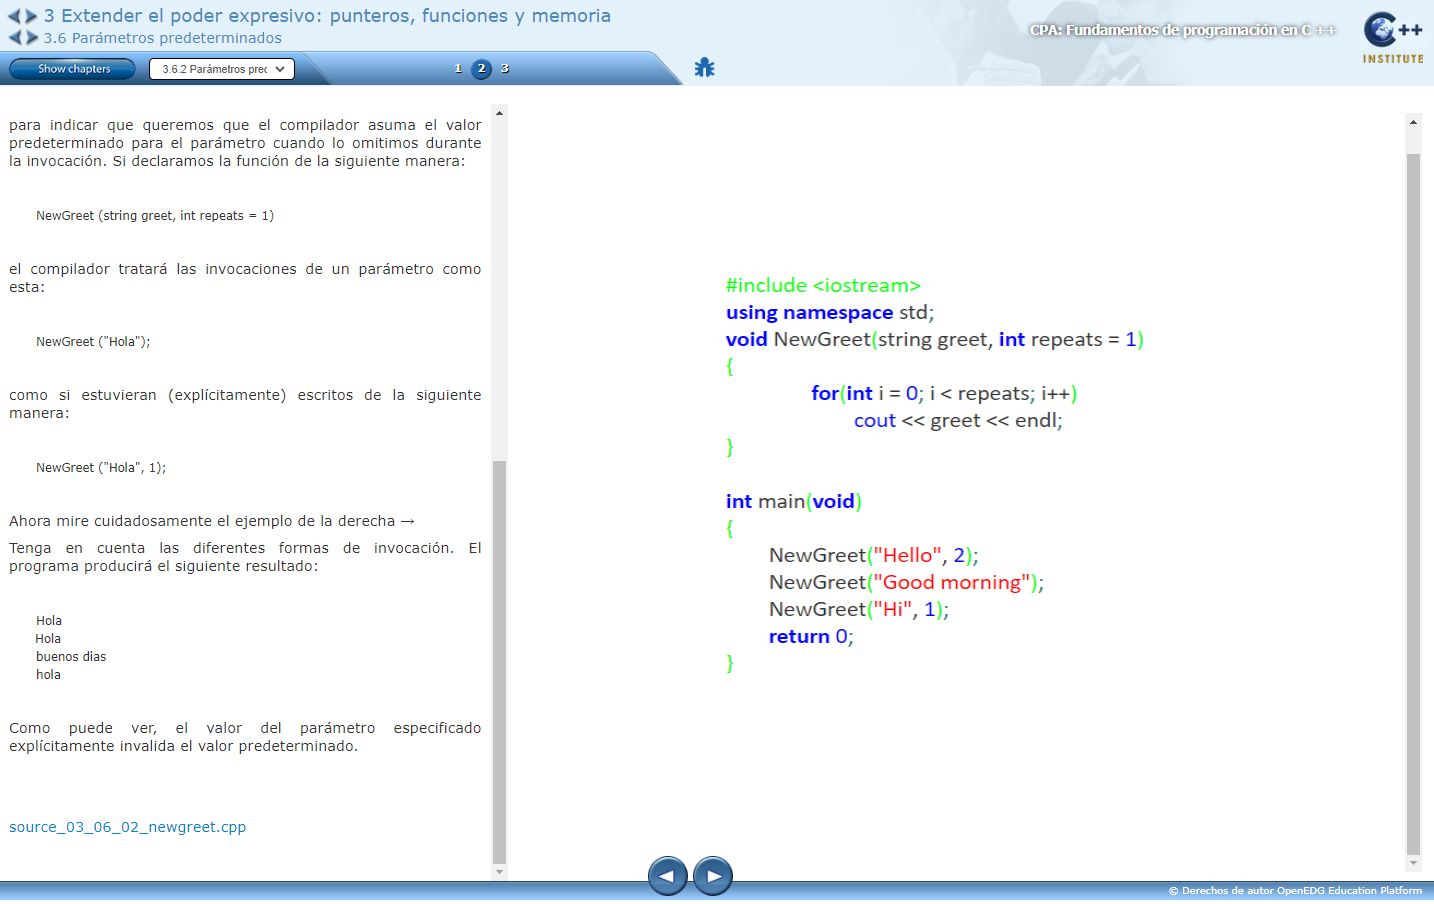 3 Extender el poder expresivo: punteros, funciones y memoria
3.6 Parámetros predeterminados
CPA: Fundamentos de programación en C ++
C++
INSTITUTE
Show chapters
3.6.2 Parámetros prec
1 2 3
para indicar que queremos que el compilador asuma el valor
predeterminado para el parámetro cuando lo omitimos durante
la invocación. Si declaramos la función de la siguiente manera:
NewGreet (string greet, int repeats = 1)
el compilador tratará las invocaciones de un parámetro como
esta:
NewGreet ("Hola");
como si estuvieran (explícitamente) escritos de la siguiente
manera:
NewGreet ("Hola", 1);
Ahora mire cuidadosamente el ejemplo de la derecha →
Tenga en cuenta las diferentes formas de invocación. El
programa producirá el siguiente resultado:
Hola
Hola
buenos dias
hola
Como puede ver, el valor del parámetro especificado
explícitamente invalida el valor predeterminado.
source_03_06_02_newgreet.cpp
#include <iostream>
using namespace std;
void NewGreet(string greet, int repeats = 1)
{
for(int i = 0; i < repeats; i++)
cout << greet << endl;
}
int main(void)
{
NewGreet("Hello", 2);
NewGreet("Good morning");
NewGreet("Hi", 1);
return 0;
}
© Derechos de autor OpenEDG Education Platform